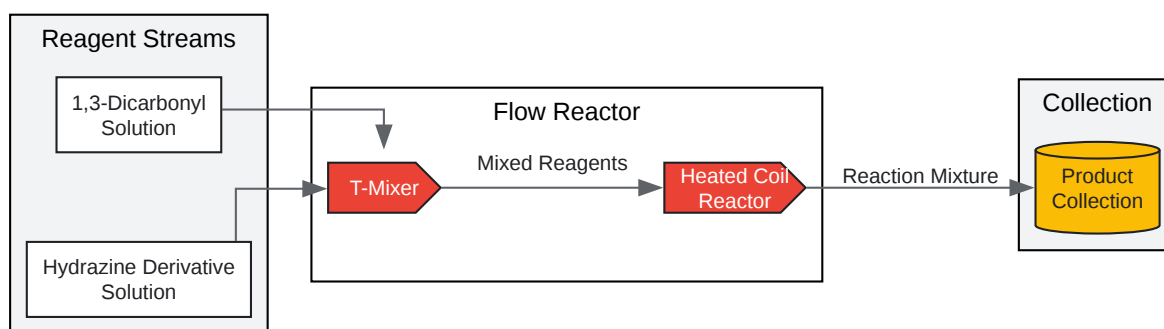 Reagent Streams
1,3-Dicarbonyl
Solution
Hydrazine Derivative
Solution
Flow Reactor
T-Mixer
Mixed Reagents
Heated Coil
Reactor
Reaction Mixture
Collection
Product
Collection